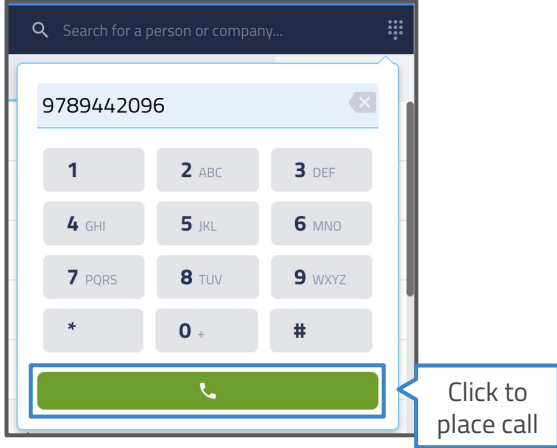 Search for a person or company...
9789442096
1 2 ABC 3 DEF
4 GHI 5 JKL 6 MNO
7 PQRS 8 TUV 9 WXYZ
* 0 + #
Click to
place call